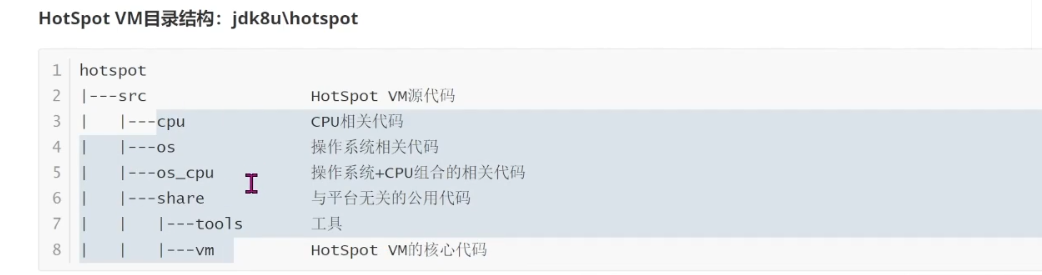 HotSpot VM目录结构：jdk8u\hotspot
1 hotspot
2 |---src                  HotSpot VM源代码
3 |   |---cpu              CPU相关代码
4 |   |---os               操作系统相关代码
5 |   |---os_cpu           操作系统+CPU组合的相关代码
6 |   |---share            与平台无关的公用代码
7 |   |   |---tools        工具
8 |   |   |---vm           HotSpot VM的核心代码